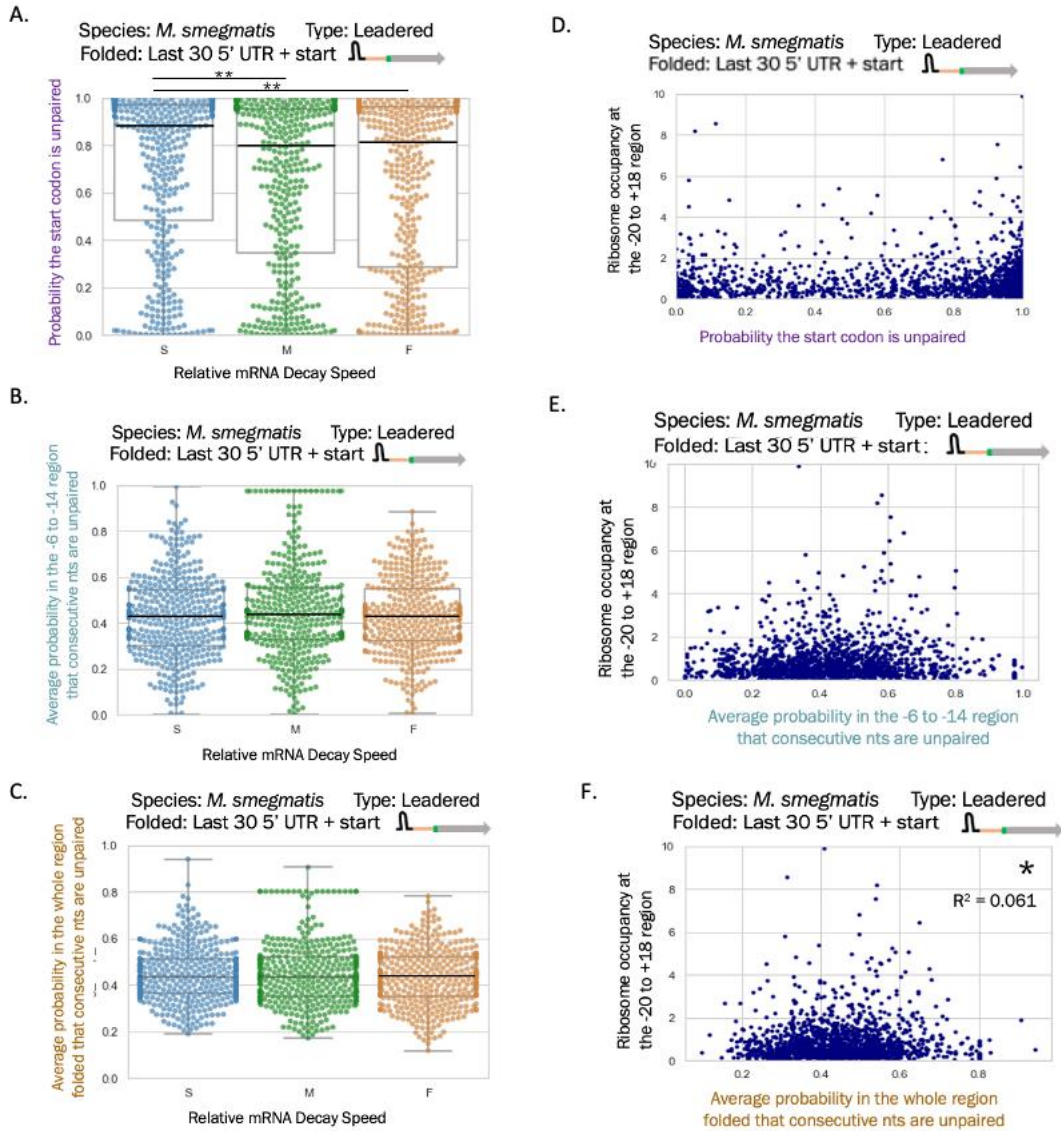 A.
Species: M. smegmatis Type: Leadered
Folded: Last 30 5' UTR + start
**
**
Probability the start codon is unpaired
1.0
0.8
0.6
0.4
0.2
0.0
S M F
Relative mRNA Decay Speed
B.
Species: M. smegmatis Type: Leadered
Folded: Last 30 5' UTR + start
Average probability in the -6 to -14 region
that consecutive nts are unpaired
1.0
0.8
0.6
0.4
0.2
0.0
S M F
Relative mRNA Decay Speed
C.
Species: M. smegmatis Type: Leadered
Folded: Last 30 5' UTR + start
Average probability in the whole region
folded that consecutive nts are unpaired
1.0
0.8
0.6
0.4
0.2
0.0
S M F
Relative mRNA Decay Speed
D.
Species: M. smegmatis Type: Leadered
Folded: Last 30 5' UTR + start
Ribosome occupancy at
the -20 to +18 region
10
8
6
4
2
0
0.0 0.2 0.4 0.6 0.8 1.0
Probability the start codon is unpaired
E.
Species: M. smegmatis Type: Leadered
Folded: Last 30 5' UTR + start :
Ribosome occupancy at
the -20 to +18 region
10
8
6
4
2
0
0.0 0.2 0.4 0.6 0.8 1.0
Average probability in the -6 to -14 region
that consecutive nts are unpaired
F.
Species: M. smegmatis Type: Leadered
Folded: Last 30 5' UTR + start
*
R² = 0.061
Ribosome occupancy at
the -20 to +18 region
10
8
6
4
2
0
0.2 0.4 0.6 0.8
Average probability in the whole region
folded that consecutive nts are unpaired